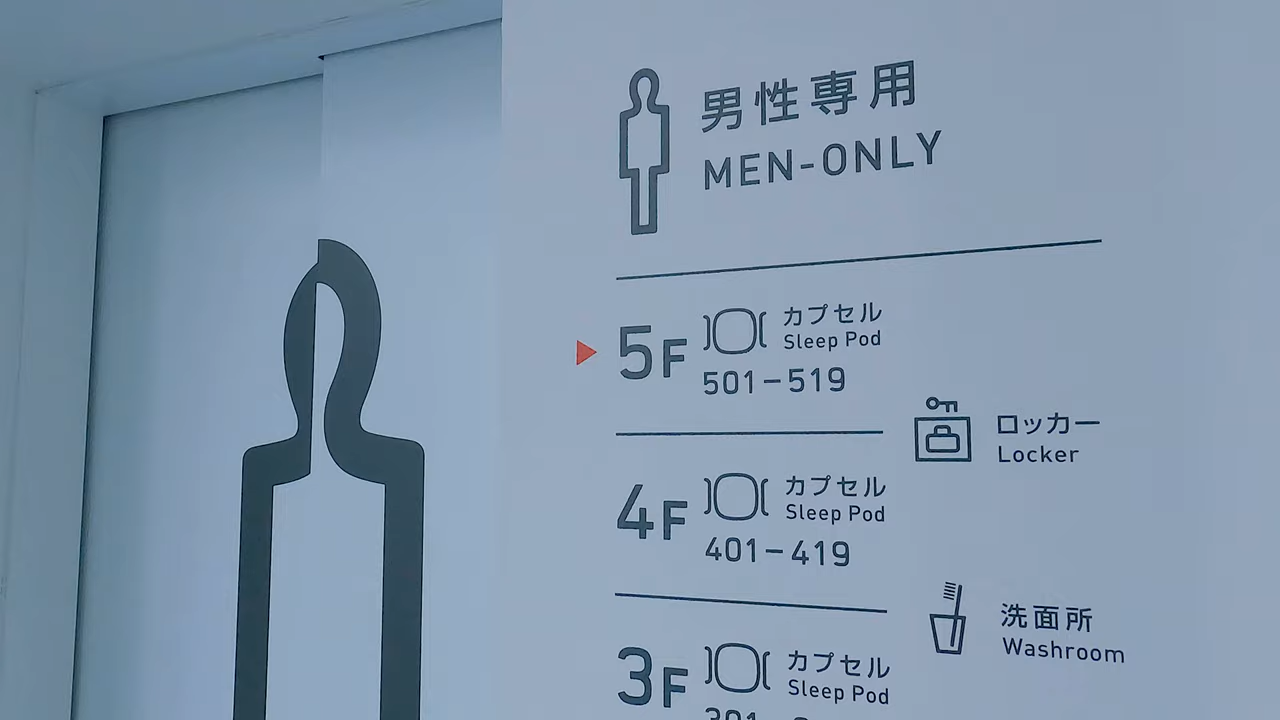 男性専用
MEN-ONLY
5F
カプセル
Sleep Pod
501-519
ロッカー
Locker
4F
カプセル
Sleep Pod
401-419
洗面所
Washroom
3F
カプセル
Sleep Pod